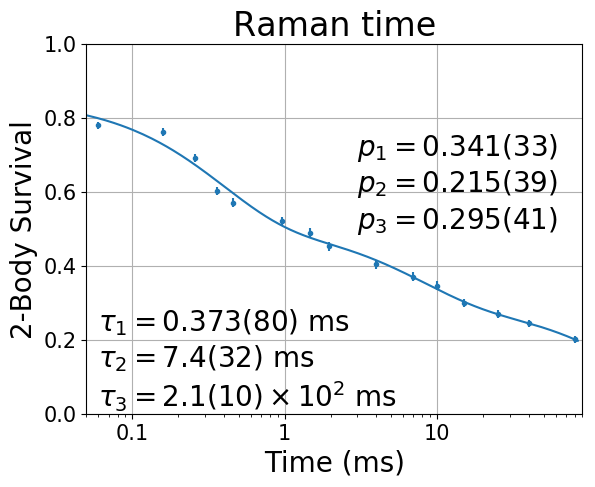 Raman time
1.0
0.8
0.6
0.4
0.2
0.0
2-Body Survival
p₁ = 0.341(33)
p₂ = 0.215(39)
p₃ = 0.295(41)
τ₁ = 0.373(80) ms
τ₂ = 7.4(32) ms
τ₃ = 2.1(10) × 10² ms
0.1 1 10
Time (ms)